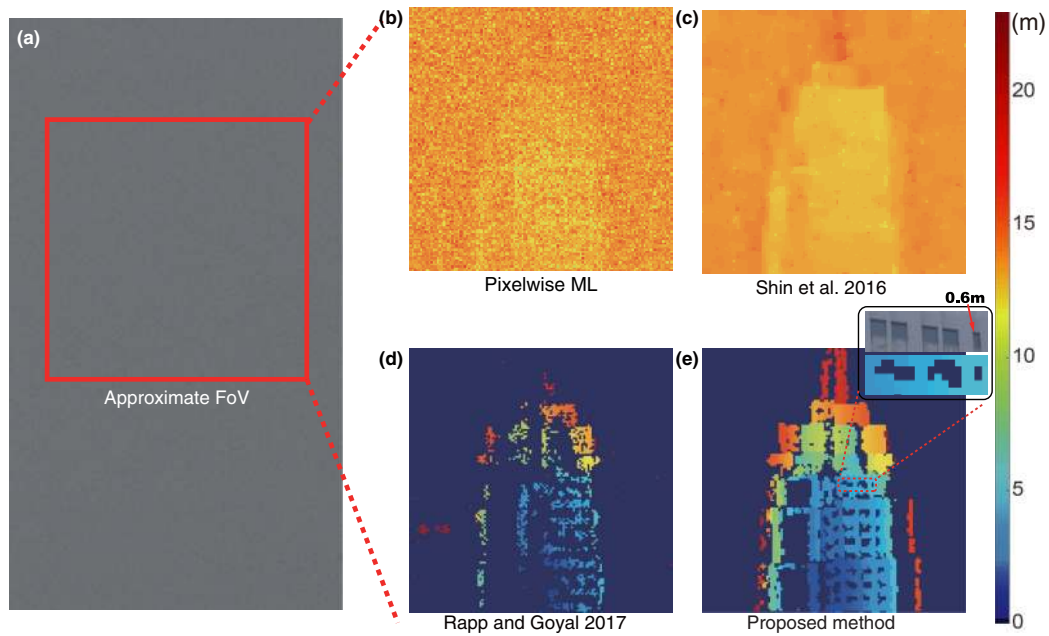 (a)
Approximate FoV
(b)
Pixelwise ML
(c)
Shin et al. 2016
(d)
Rapp and Goyal 2017
(e)
0.6m
Proposed method
(m)
20
15
10
5
0